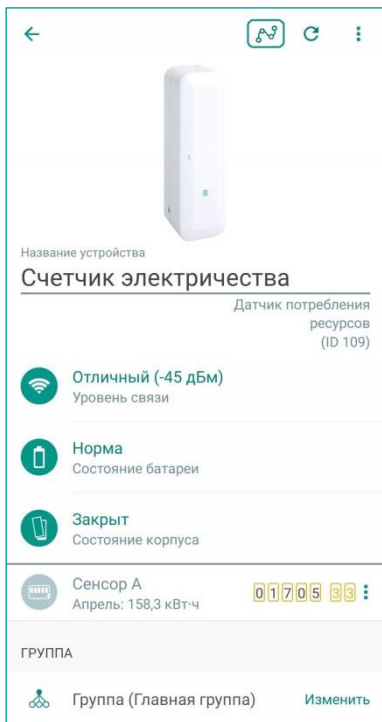 Название устройства
Счетчик электричества
Датчик потребления
ресурсов
(ID 109)
Отличный (-45 дБм)
Уровень связи
Норма
Состояние батареи
Закрыт
Состояние корпуса
Сенсор А 01705 33
Апрель: 158,3 кВт·ч
ГРУППА
Группа (Главная группа) Изменить